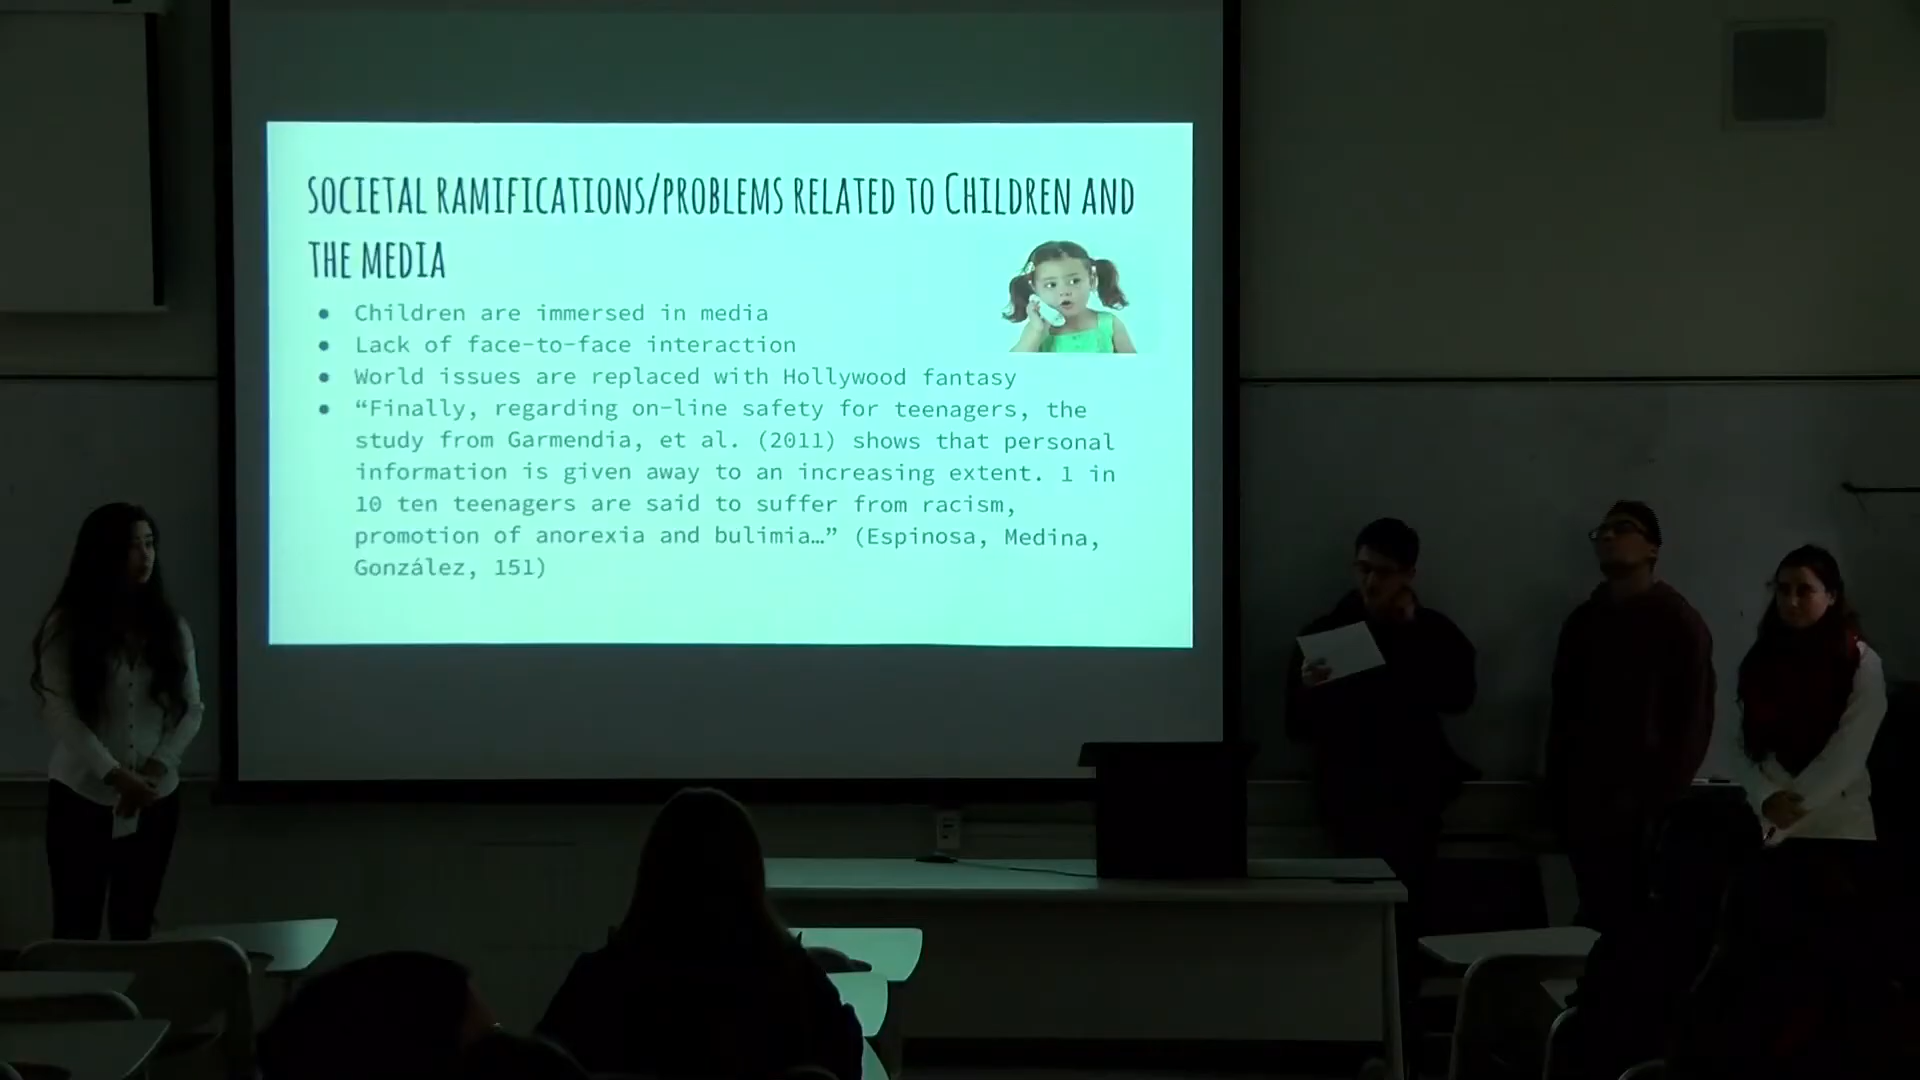 SOCIETAL RAMIFICATIONS/PROBLEMS RELATED TO CHILDREN AND
THE MEDIA
● Children are immersed in media
● Lack of face-to-face interaction
● World issues are replaced with Hollywood fantasy
● “Finally, regarding on-line safety for teenagers, the
study from Garmendia, et al. (2011) shows that personal
information is given away to an increasing extent. 1 in
10 ten teenagers are said to suffer from racism,
promotion of anorexia and bulimia…” (Espinosa, Medina,
González, 151)